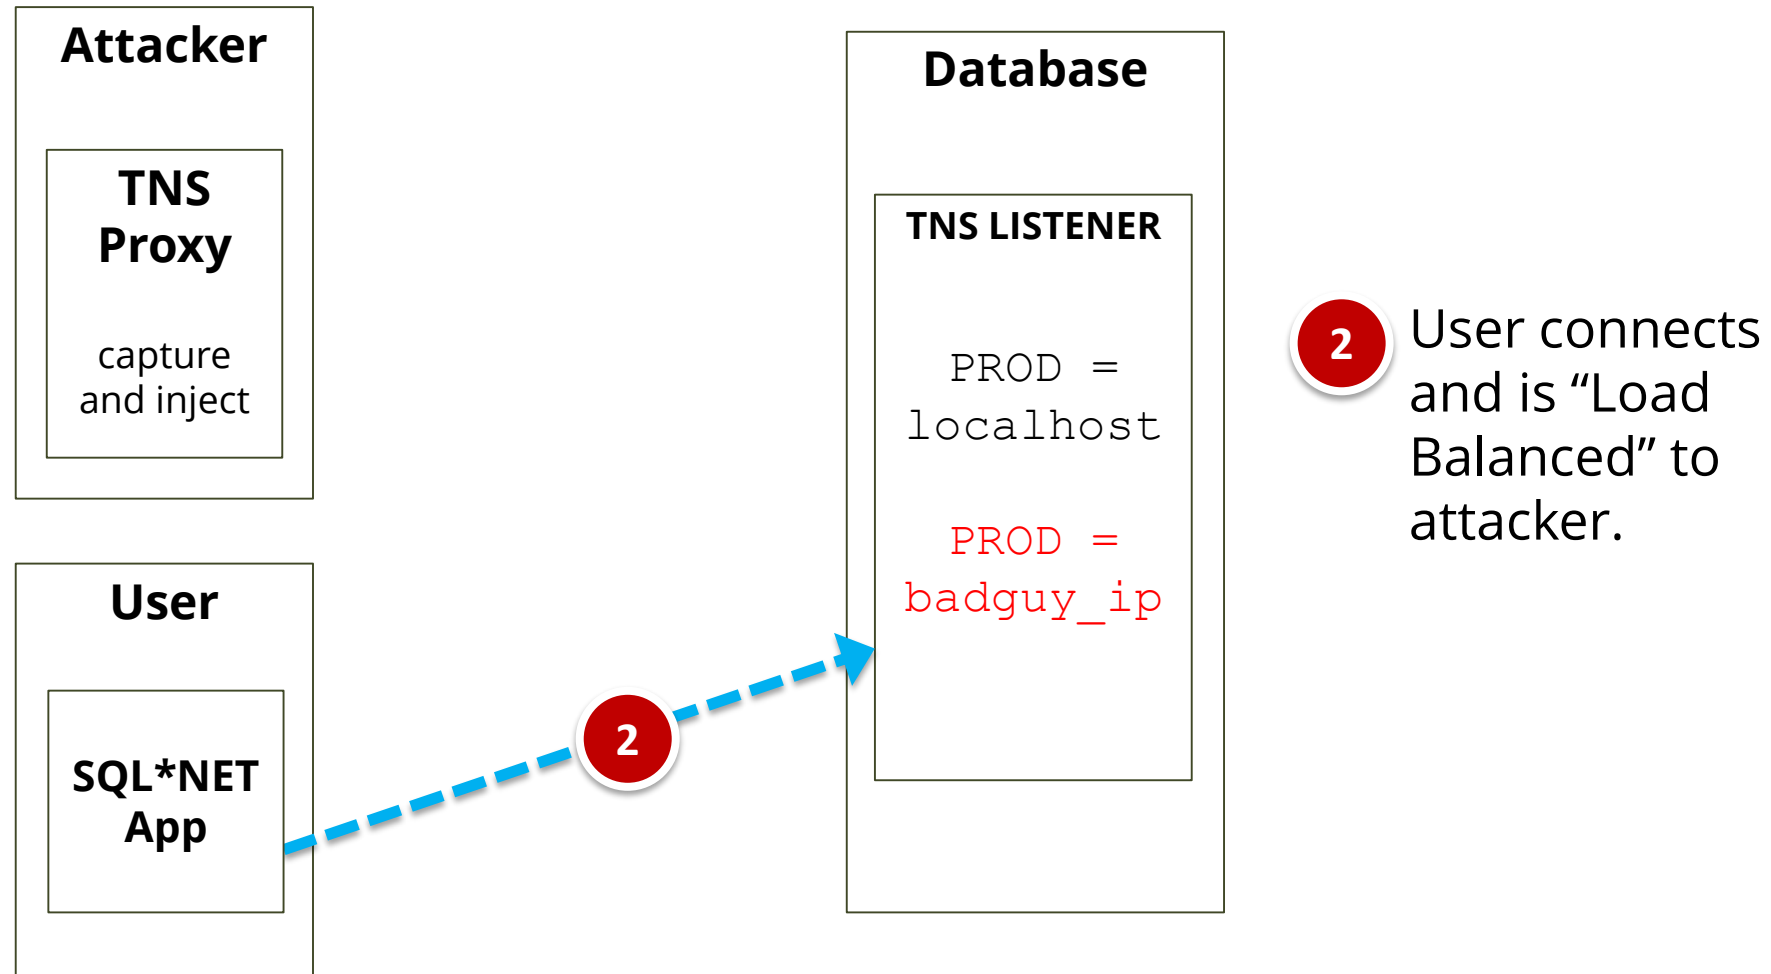 Attacker
TNS
Proxy
capture
and inject
User
SQL*NET
App
2
Database
TNS LISTENER
PROD =
localhost
PROD =
badguy_ip
2
User connects
and is “Load
Balanced” to
attacker.